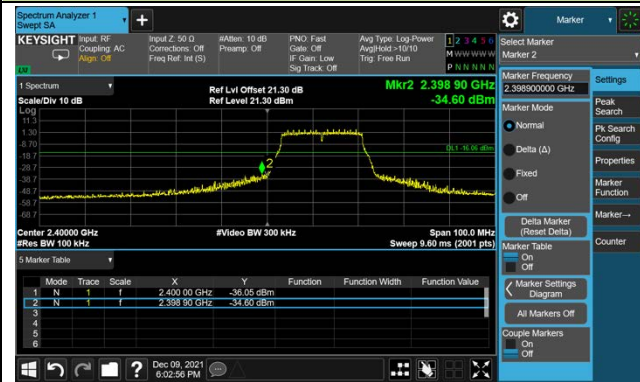 Spectrum Analyzer 1
Swept SA
Marker
KEYSIGHT Input: RF Input Z: 50 Ω #Atten: 10 dB PNO: Fast Avg Type: Log-Power 1 2 3 4 5 6
Coupling: AC Corrections: Off Preamp: Off Gate: Off Avg|Hold:>10/10 M W W W W W
Align: Off Freq Ref: Int (S) IF Gain: Low Trig: Free Run
Sig Track: Off P N N N N N
LXI
Select Marker
Marker 2
1 Spectrum
Ref Lvl Offset 21.30 dB Mkr2 2.398 90 GHz
Scale/Div 10 dB Ref Level 21.30 dBm -34.60 dBm
Log
11.3
1.30
-8.70
-18.7
-28.7
-38.7
-48.7
-58.7
-68.7
DL1 -16.06 dBm
2
Center 2.40000 GHz #Video BW 300 kHz Span 100.0 MHz
#Res BW 100 kHz Sweep 9.60 ms (2001 pts)
5 Marker Table
Mode Trace Scale X Y Function Function Width Function Value
1 N 1 f 2.400 00 GHz -36.05 dBm
2 N 1 f 2.398 90 GHz -34.60 dBm
3
4
5
6
Marker Frequency
2.398900000 GHz
Marker Mode
Normal
Delta (Δ)
Fixed
Off
Delta Marker
(Reset Delta)
Marker Table
On
Off
Marker Settings
Diagram
All Markers Off
Couple Markers
On
Off
Settings
Peak
Search
Pk Search
Config
Properties
Marker
Function
Marker→
Counter
Dec 09, 2021
6:02:56 PM